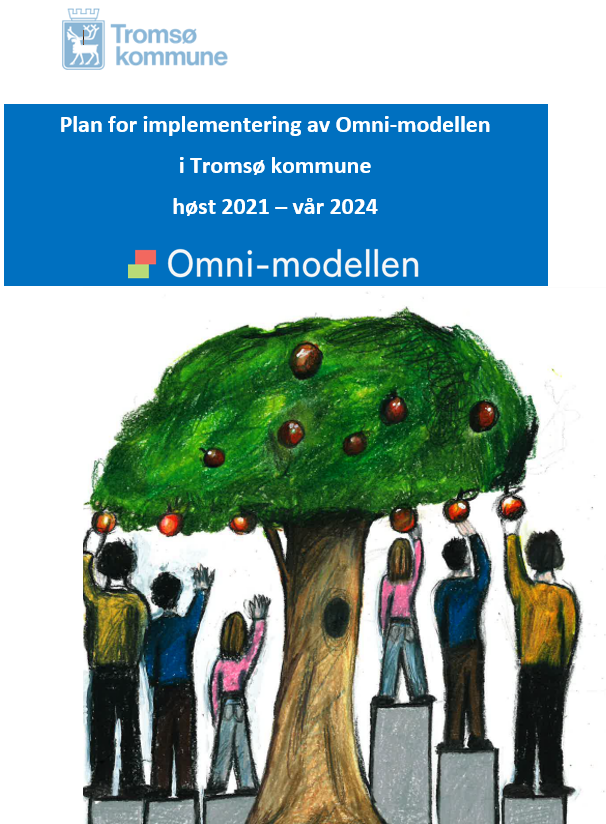 Tromsø
kommune
Plan for implementering av Omni-modellen
i Tromsø kommune
høst 2021 – vår 2024
Omni-modellen